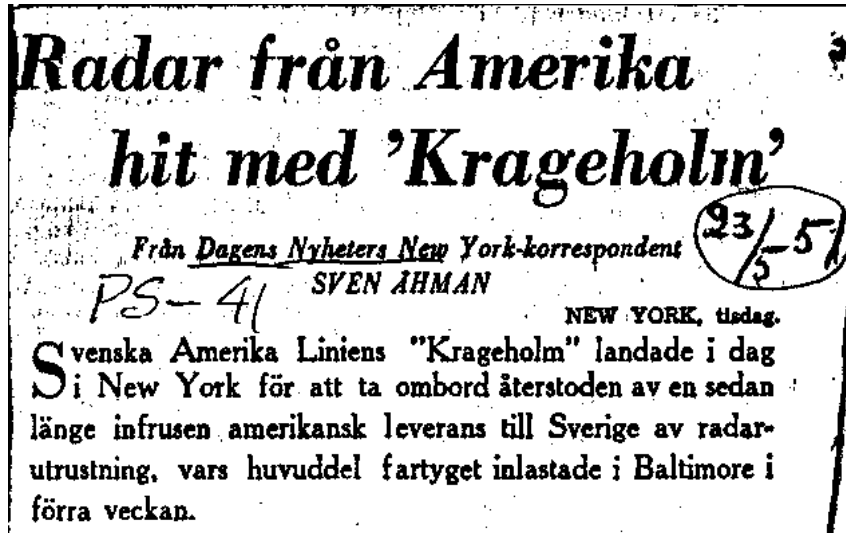 Radar från Amerika
hit med 'Krageholm'
23/5 51
Från Dagens Nyheters New York-korrespondent
SVEN ÅHMAN
PS-41
NEW YORK, tisdag.
Svenska Amerika Liniens "Krageholm" landade i dag
i New York för att ta ombord återstoden av en sedan
länge infrusen amerikansk leverans till Sverige av radar-
utrustning, vars huvuddel fartyget inlastade i Baltimore i
förra veckan.